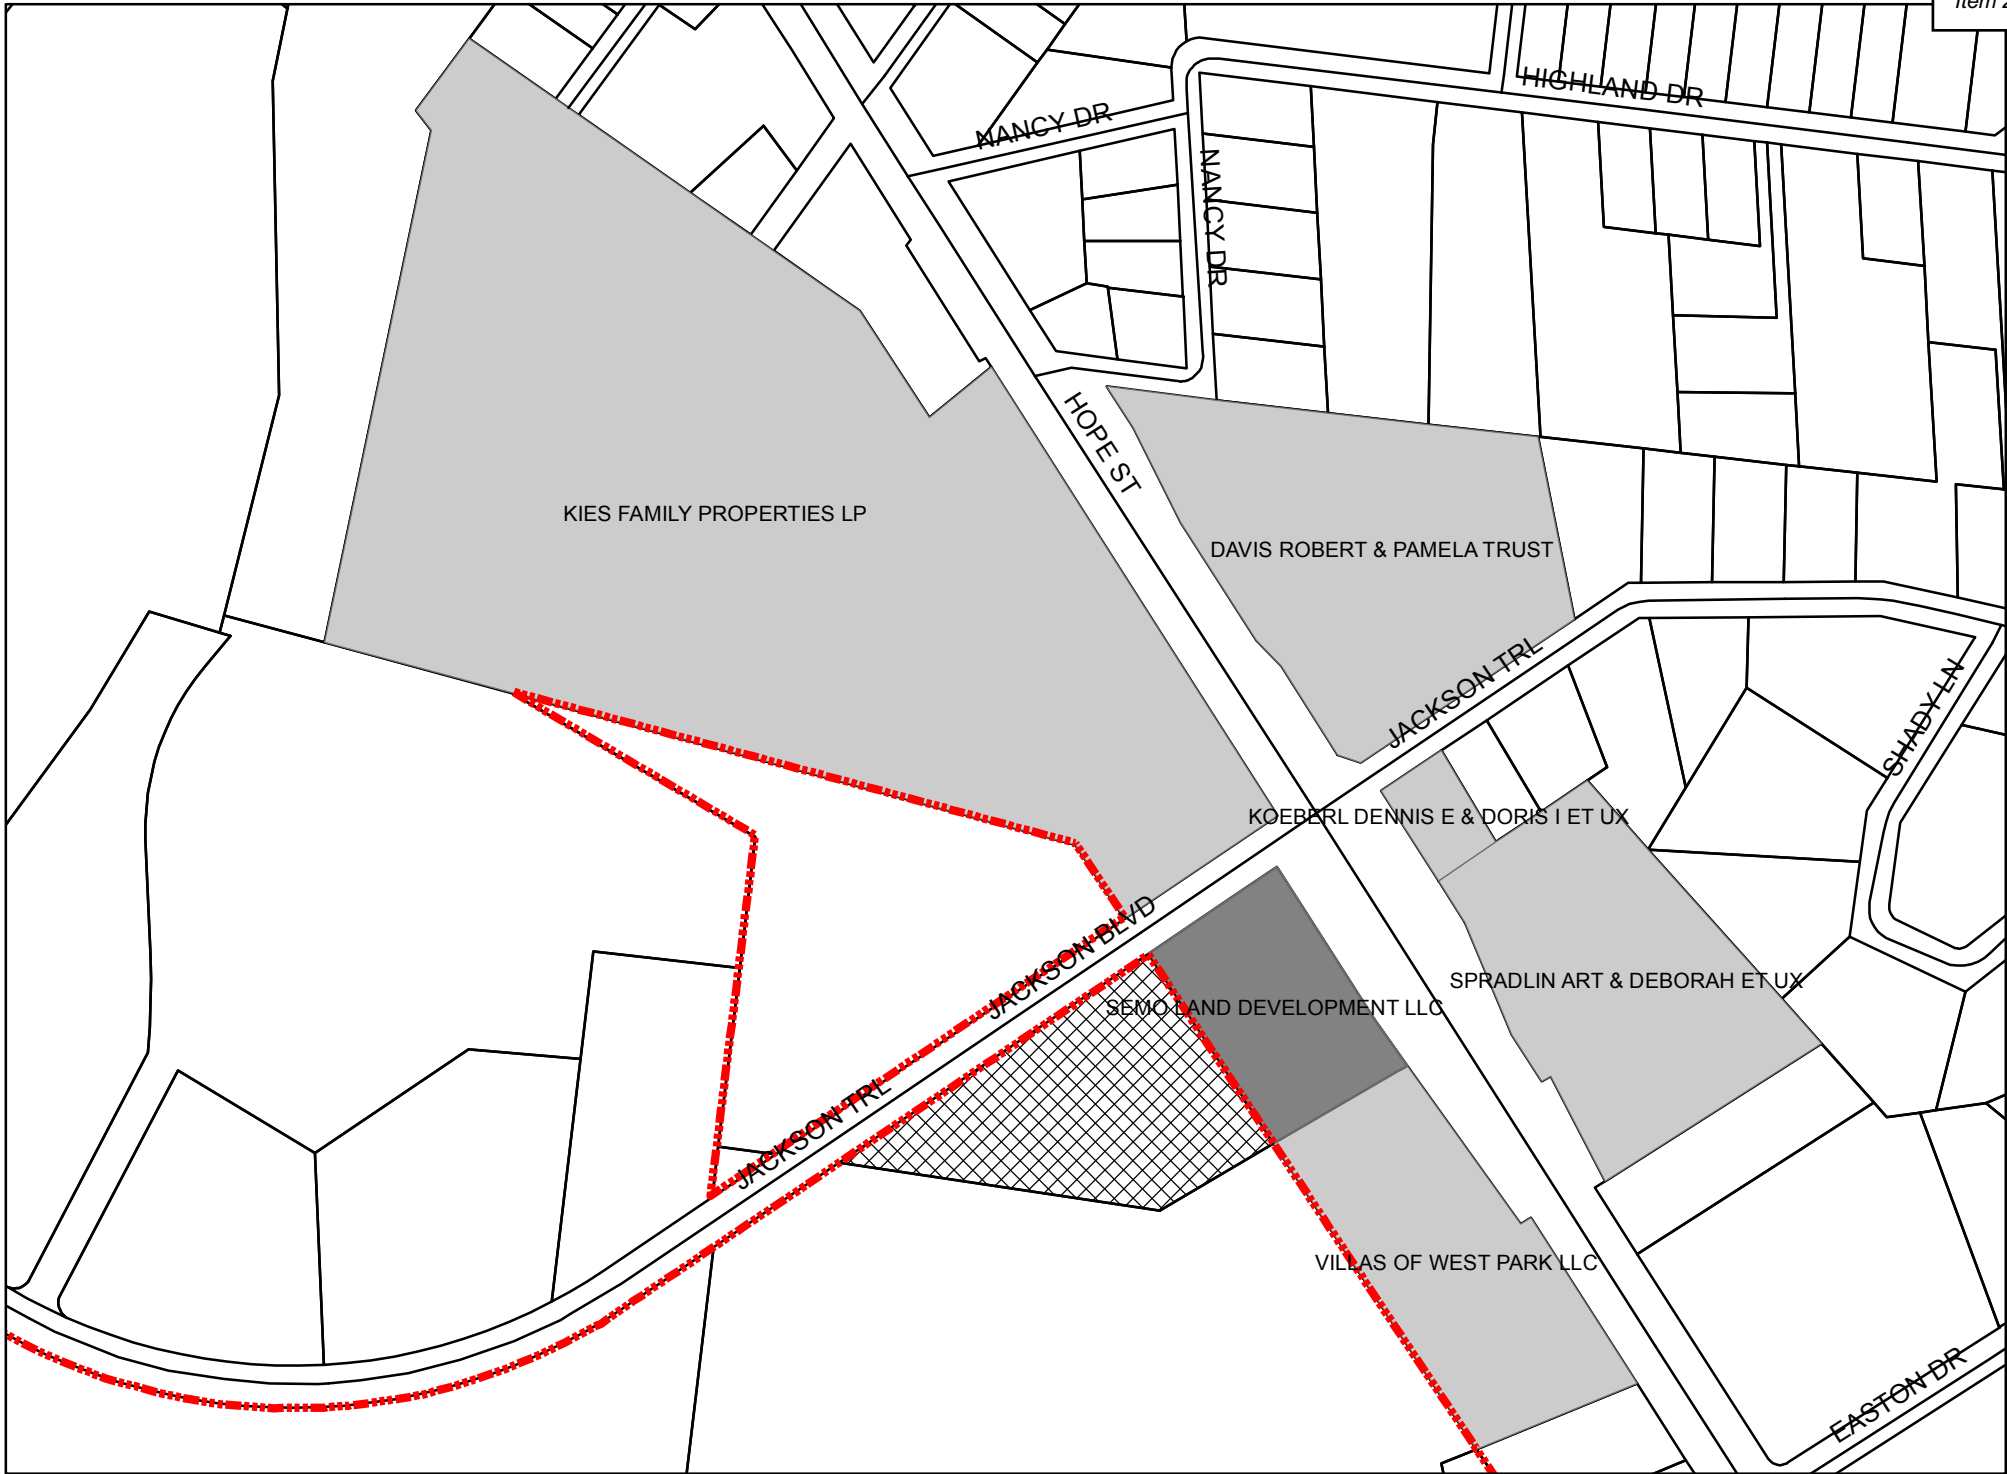 Item 2
HIGHLAND DR
NANCY DR
NANCY DR
HOPE ST
KIES FAMILY PROPERTIES LP
DAVIS ROBERT & PAMELA TRUST
JACKSON TRL
SHADY LN
KOEBERL DENNIS E & DORIS I ET UX
JACKSON BLVD
SPRADLIN ART & DEBORAH ET UX
SEMO LAND DEVELOPMENT LLC
JACKSON TRL
VILLAS OF WEST PARK LLC
EASTON DR